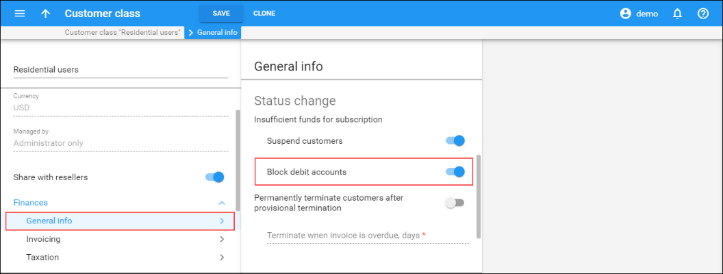 Customer class
SAVE
CLONE
demo
Customer class "Residential users"
General info
Residential users
Currency
USD
Managed by
Administrator only
Share with resellers
Finances
General info
Invoicing
Taxation
General info
Status change
Insufficient funds for subscription
Suspend customers
Block debit accounts
Permanently terminate customers after
provisional termination
Terminate when invoice is overdue, days *